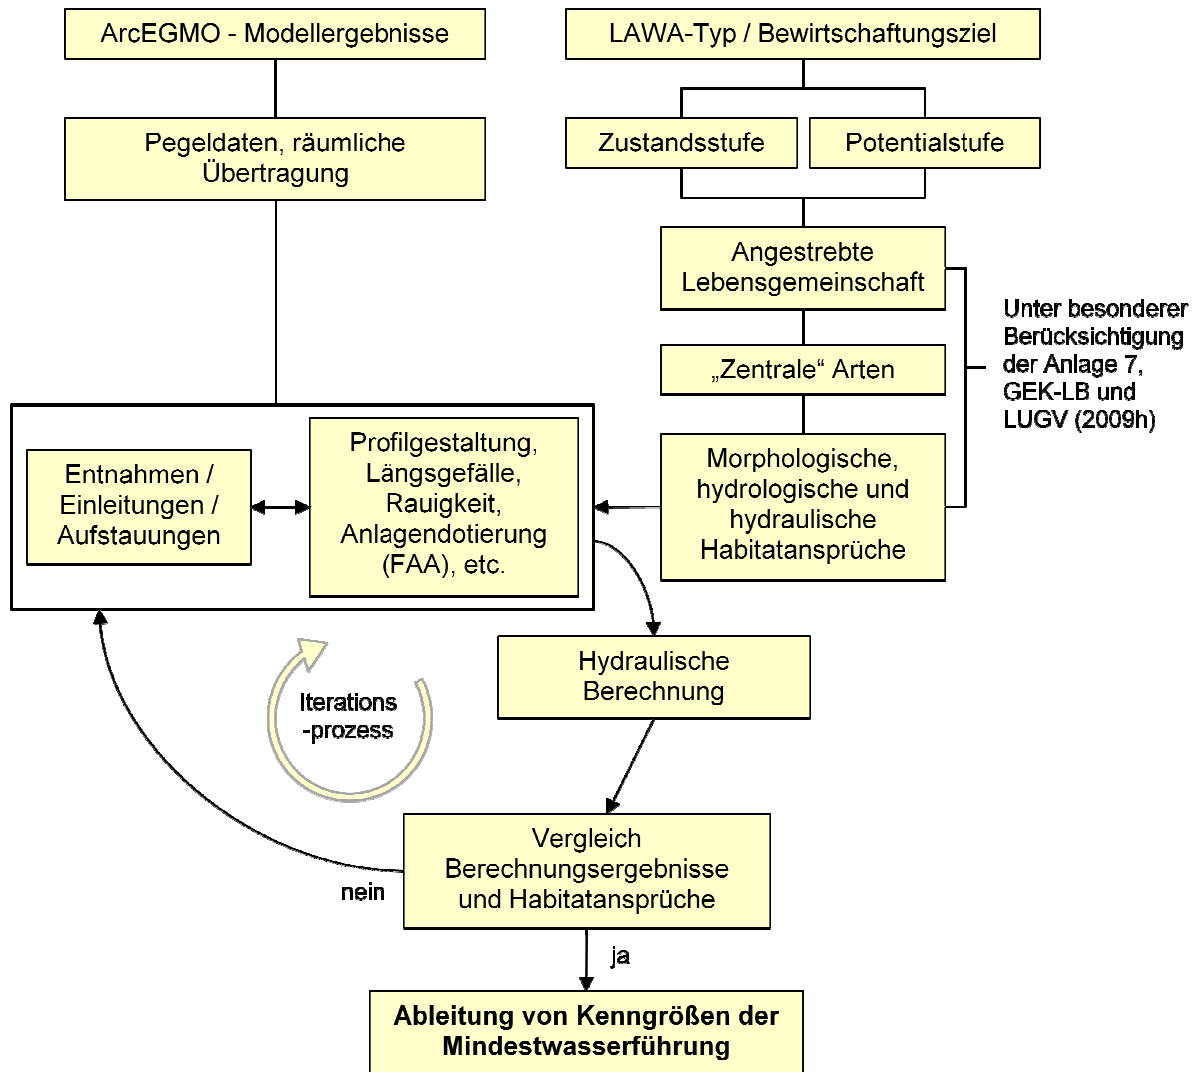 ArcEGMO - Modellergebnisse
LAWA-Typ / Bewirtschaftungsziel
Pegeldaten, räumliche
Übertragung
Zustandsstufe
Potentialstufe
Angestrebte
Lebensgemeinschaft
„Zentrale“ Arten
Morphologische,
hydrologische und
hydraulische
Habitatansprüche
Unter besonderer
Berücksichtigung
der Anlage 7,
GEK-LB und
LUGV (2009h)
Entnahmen /
Einleitungen /
Aufstauungen
Profilgestaltung,
Längsgefälle,
Rauigkeit,
Anlagendotierung
(FAA), etc.
Hydraulische
Berechnung
Iterations
-prozess
Vergleich
Berechnungsergebnisse
und Habitatansprüche
nein
ja
Ableitung von Kenngrößen der
Mindestwasserführung